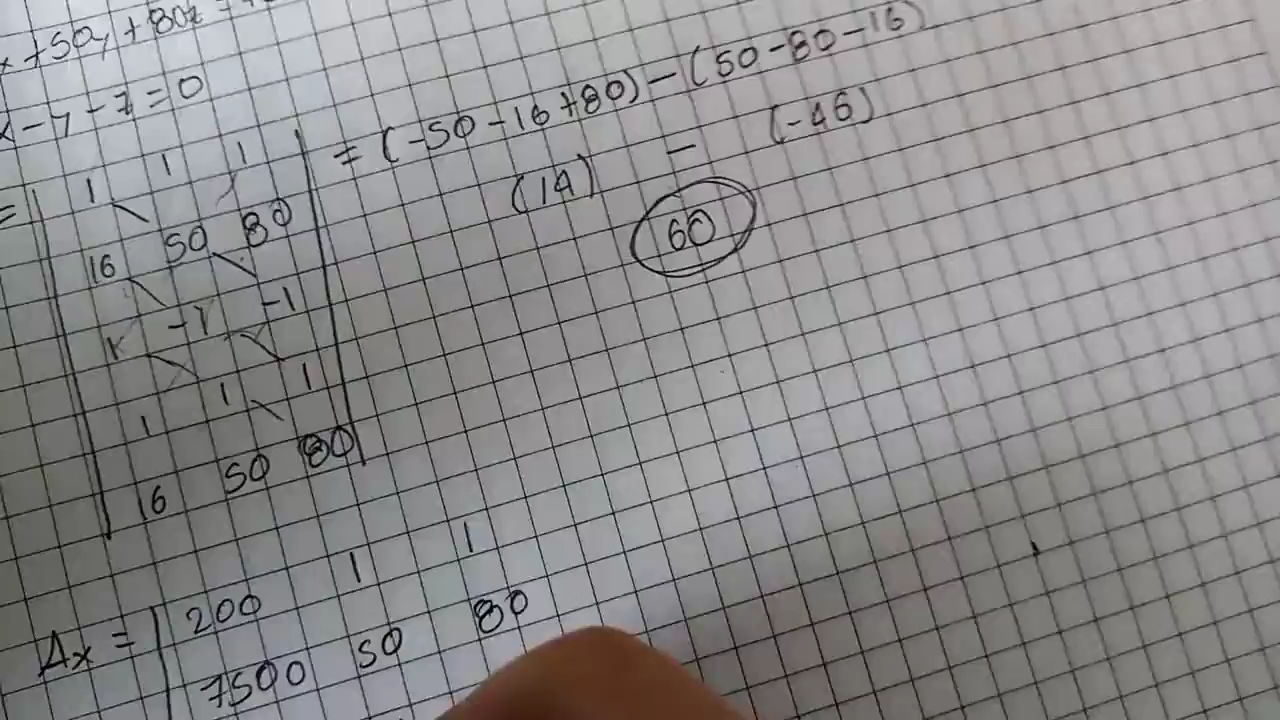 x + 50y + 80z
x - y - z = 0
= | 1 1 1 | = (-50 - 16 + 80) - (50 - 80 - 16)
16 50 80 (14) - (-46)
1 -1 -1 60
1 1 1
16 50 80
Δx = | 200 1 1
7500 50 80